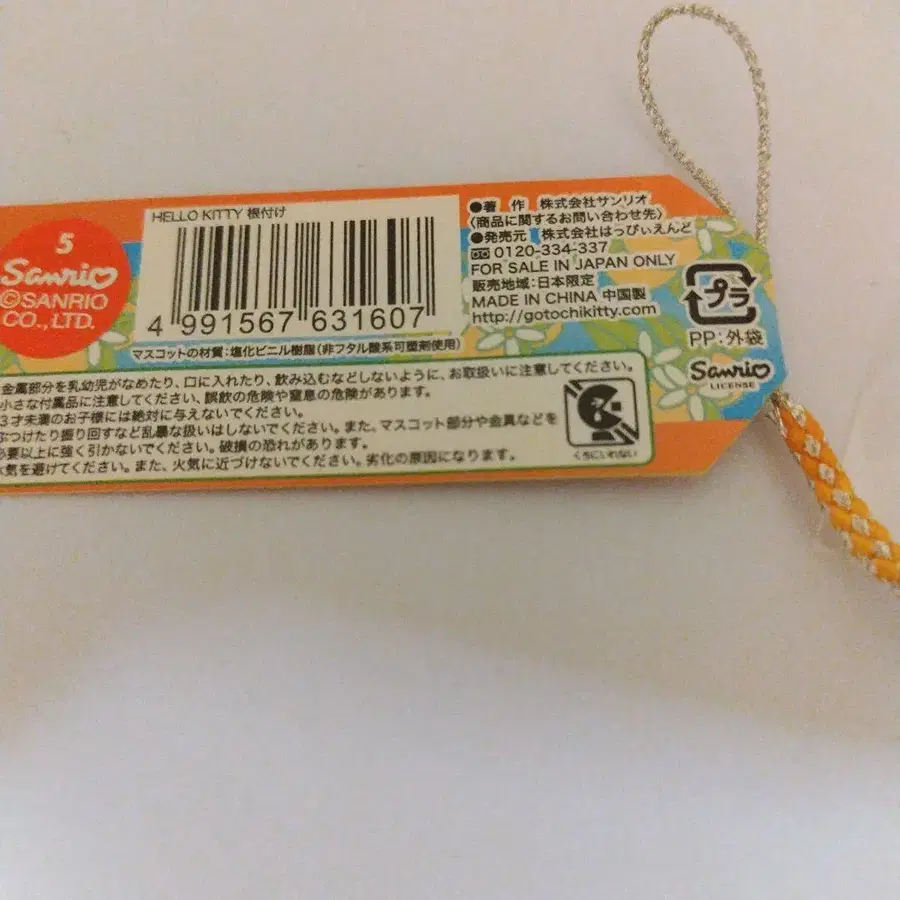 5
Sanrio
©SANRIO
CO.,LTD.
HELLO KITTY 根付け
4 991567 631607
マスコットの材質:塩化ビニル樹脂(非フタル酸系可塑剤使用)
●著 作 株式会社サンリオ
〈商品に関するお問い合わせ先〉
●発売元 株式会社はっぴぃえんど
0120-334-337
FOR SALE IN JAPAN ONLY
販売地域:日本限定
MADE IN CHINA 中国製
http://gotochikitty.com
プラ
PP:外袋
Sanrio
LICENSE
金属部分を乳幼児がなめたり、口に入れたり、飲み込むなどしないように、お取扱いに注意してください。
小さな付属品に注意してください、誤飲の危険や窒息の危険があります。
3才未満のお子様には絶対に与えないでください。
ぶつけたり振り回すなど乱暴な扱いはしないでください。また、マスコット部分や金具などを
必要以上に強く引かないでください。破損の恐れがあります。
気を避けてください。また、火気に近づけないでください。劣化の原因になります。
くちにいれない